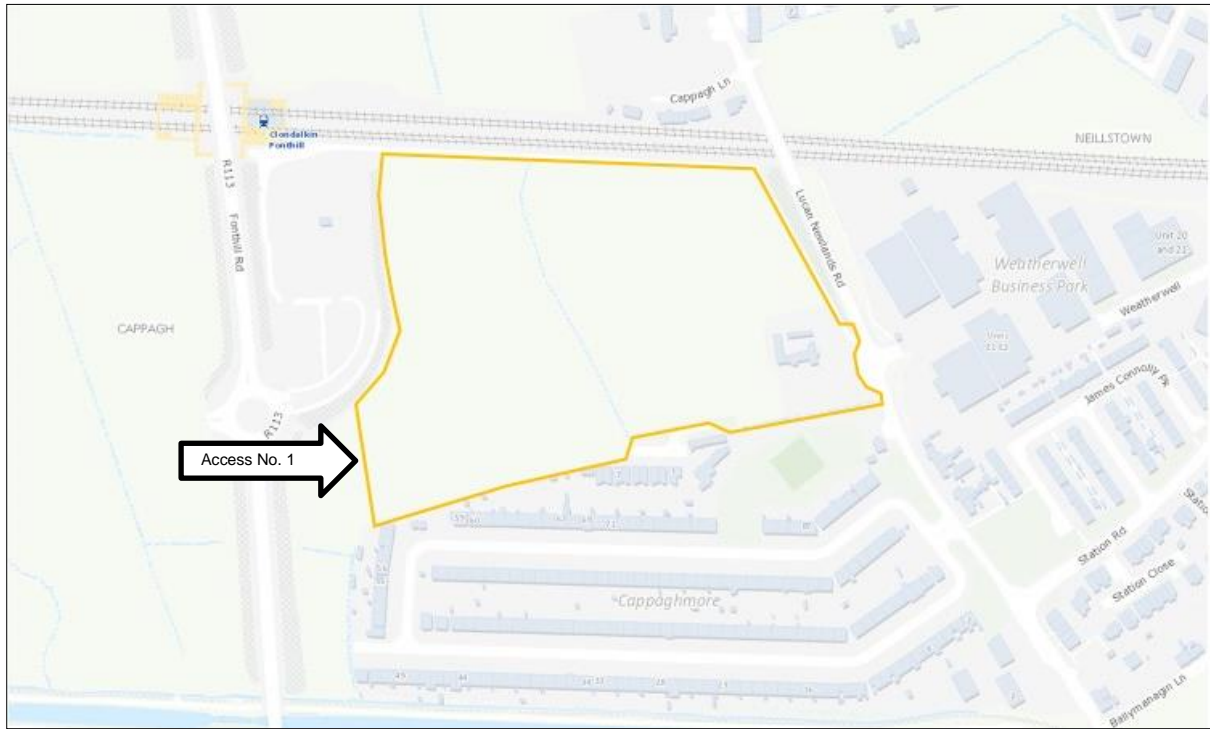 Cappagh Ln
Clondalkin
Fonthill
NEILLSTOWN
R113
Fonthill Rd
Lucan Newlands Rd
Unit 20
and 21
Weatherwell
Business Park
Weatherwell
CAPPAGH
James Connolly Pk
R113
Access No. 1
Station Rd
Station Close
Cappaghmore
49
Ballymanagin Ln